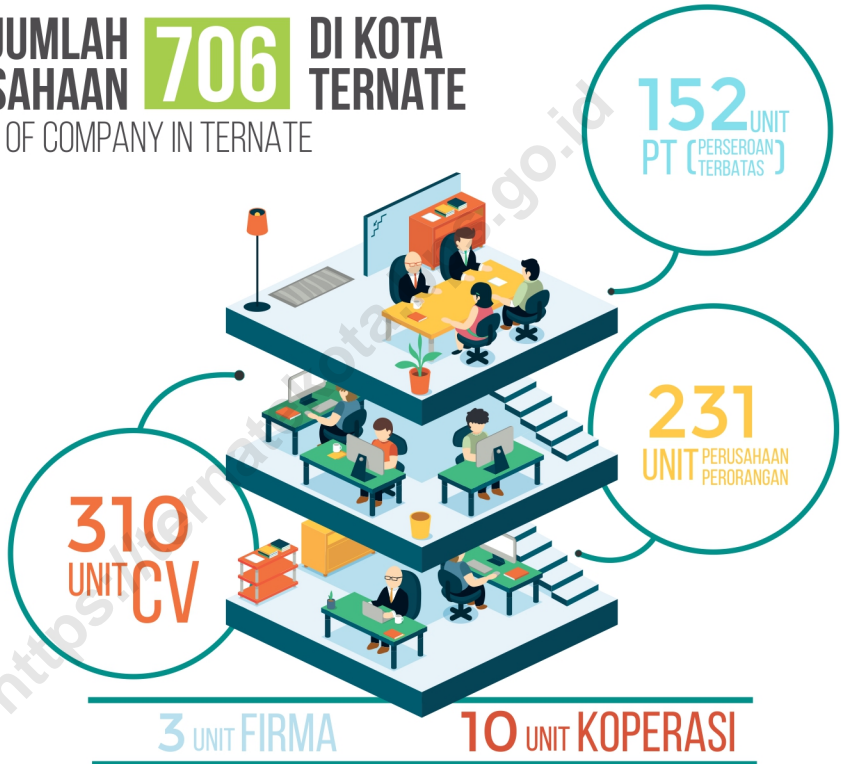 JUMLAH 706 DI KOTA
SAHAAN TERNATE
OF COMPANY IN TERNATE
152 UNIT
PT (PERSEROAN TERBATAS)
231
UNIT PERUSAHAAN PERORANGAN
310
UNIT CV
3 UNIT FIRMA
10 UNIT KOPERASI